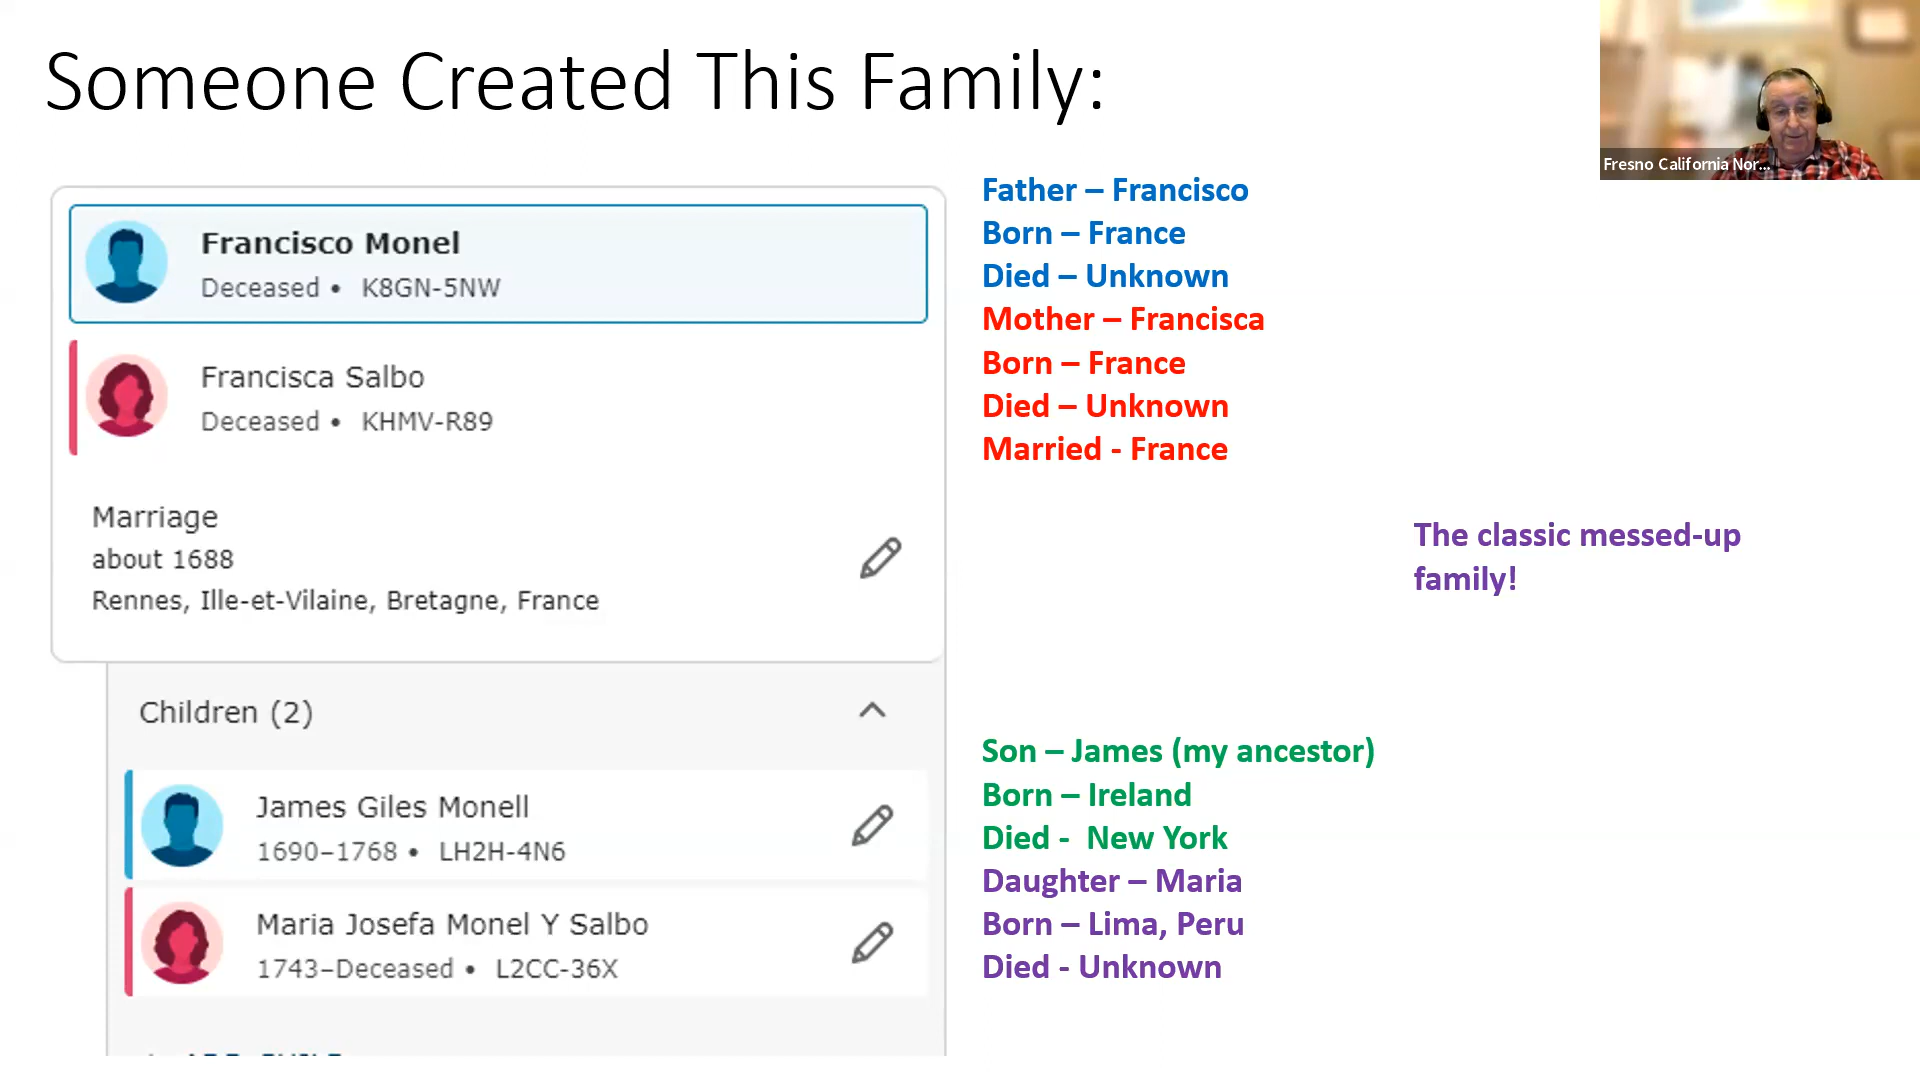 Someone Created This Family:
Fresno California Nor...
Francisco Monel
Deceased • K8GN-5NW
Francisca Salbo
Deceased • KHMV-R89
Marriage
about 1688
Rennes, Ille-et-Vilaine, Bretagne, France
Children (2)
James Giles Monell
1690–1768 • LH2H-4N6
Maria Josefa Monel Y Salbo
1743–Deceased • L2CC-36X
Father – Francisco
Born – France
Died – Unknown
Mother – Francisca
Born – France
Died – Unknown
Married - France
The classic messed-up
family!
Son – James (my ancestor)
Born – Ireland
Died - New York
Daughter – Maria
Born – Lima, Peru
Died - Unknown